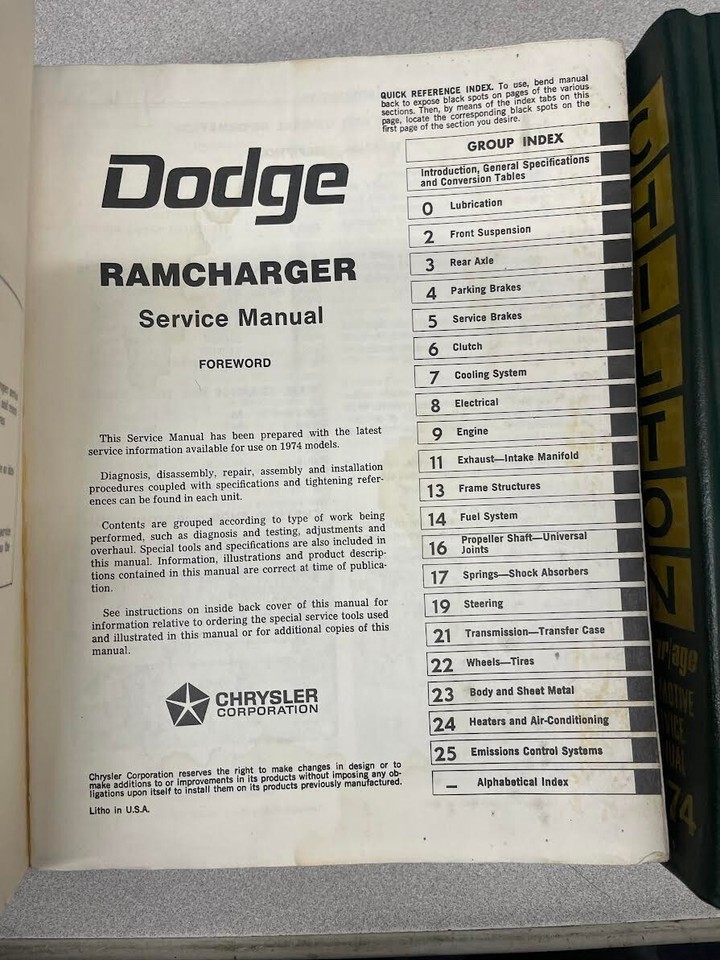 Dodge
RAMCHARGER
Service Manual
FOREWORD
This Service Manual has been prepared with the latest
service information available for use on 1974 models.
Diagnosis, disassembly, repair, assembly and installation
procedures coupled with specifications and tightening refer-
ences can be found in each unit.
Contents are grouped according to type of work being
performed, such as diagnosis and testing, adjustments and
overhaul. Special tools and specifications are also included in
this manual. Information, illustrations and product descrip-
tions contained in this manual are correct at time of publica-
tion.
See instructions on inside back cover of this manual for
information relative to ordering the special service tools used
and illustrated in this manual or for additional copies of this
manual.
CHRYSLER
CORPORATION
Chrysler Corporation reserves the right to make changes in design or to
make additions to or improvements in its products without imposing any ob-
ligations upon itself to install them on its products previously manufactured.
Litho in U.S.A.
QUICK REFERENCE INDEX. To use, bend manual
back to expose black spots on pages of the various
sections. Then, by means of the index tabs on this
page, locate the corresponding black spots on the
first page of the section you desire.
GROUP INDEX
Introduction, General Specifications
and Conversion Tables
0 Lubrication
2 Front Suspension
3 Rear Axle
4 Parking Brakes
5 Service Brakes
6 Clutch
7 Cooling System
8 Electrical
9 Engine
11 Exhaust—Intake Manifold
13 Frame Structures
14 Fuel System
16 Propeller Shaft—Universal
Joints
17 Springs—Shock Absorbers
19 Steering
21 Transmission—Transfer Case
22 Wheels—Tires
23 Body and Sheet Metal
24 Heaters and Air-Conditioning
25 Emissions Control Systems
– Alphabetical Index
CHILTON
74